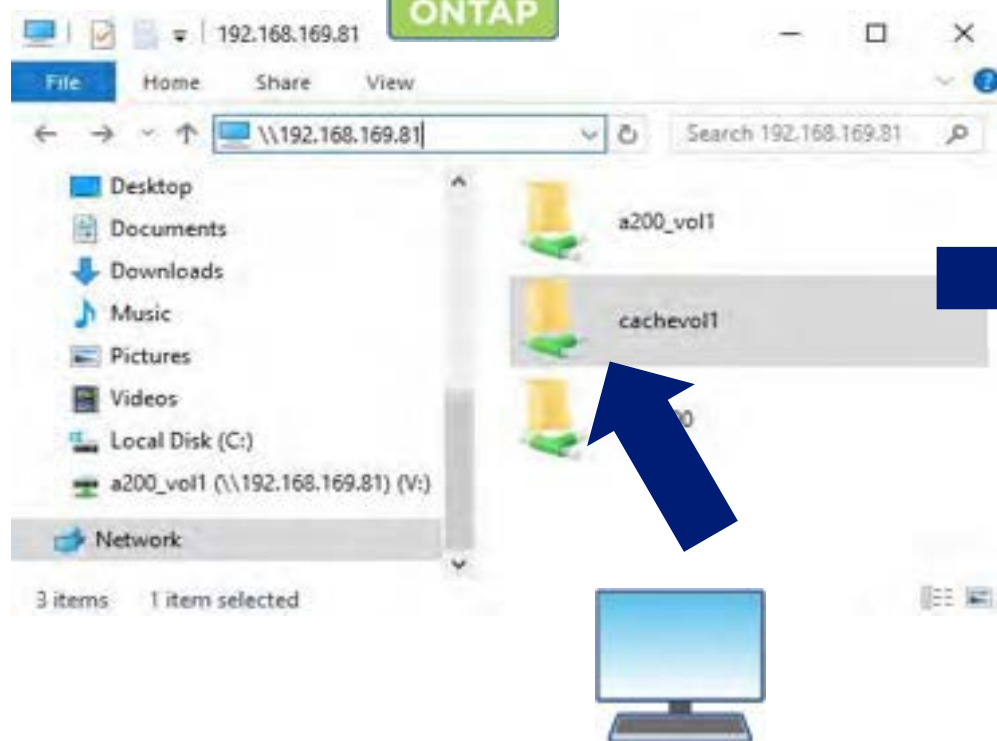 ONTAP
192.168.169.81
File Home Share View
\\192.168.169.81
Search 192.168.169.81
Desktop
Documents
Downloads
Music
Pictures
Videos
Local Disk (C:)
a200_vol1 (\\192.168.169.81) (V:)
Network
a200_vol1
cachevol1
3 items 1 item selected